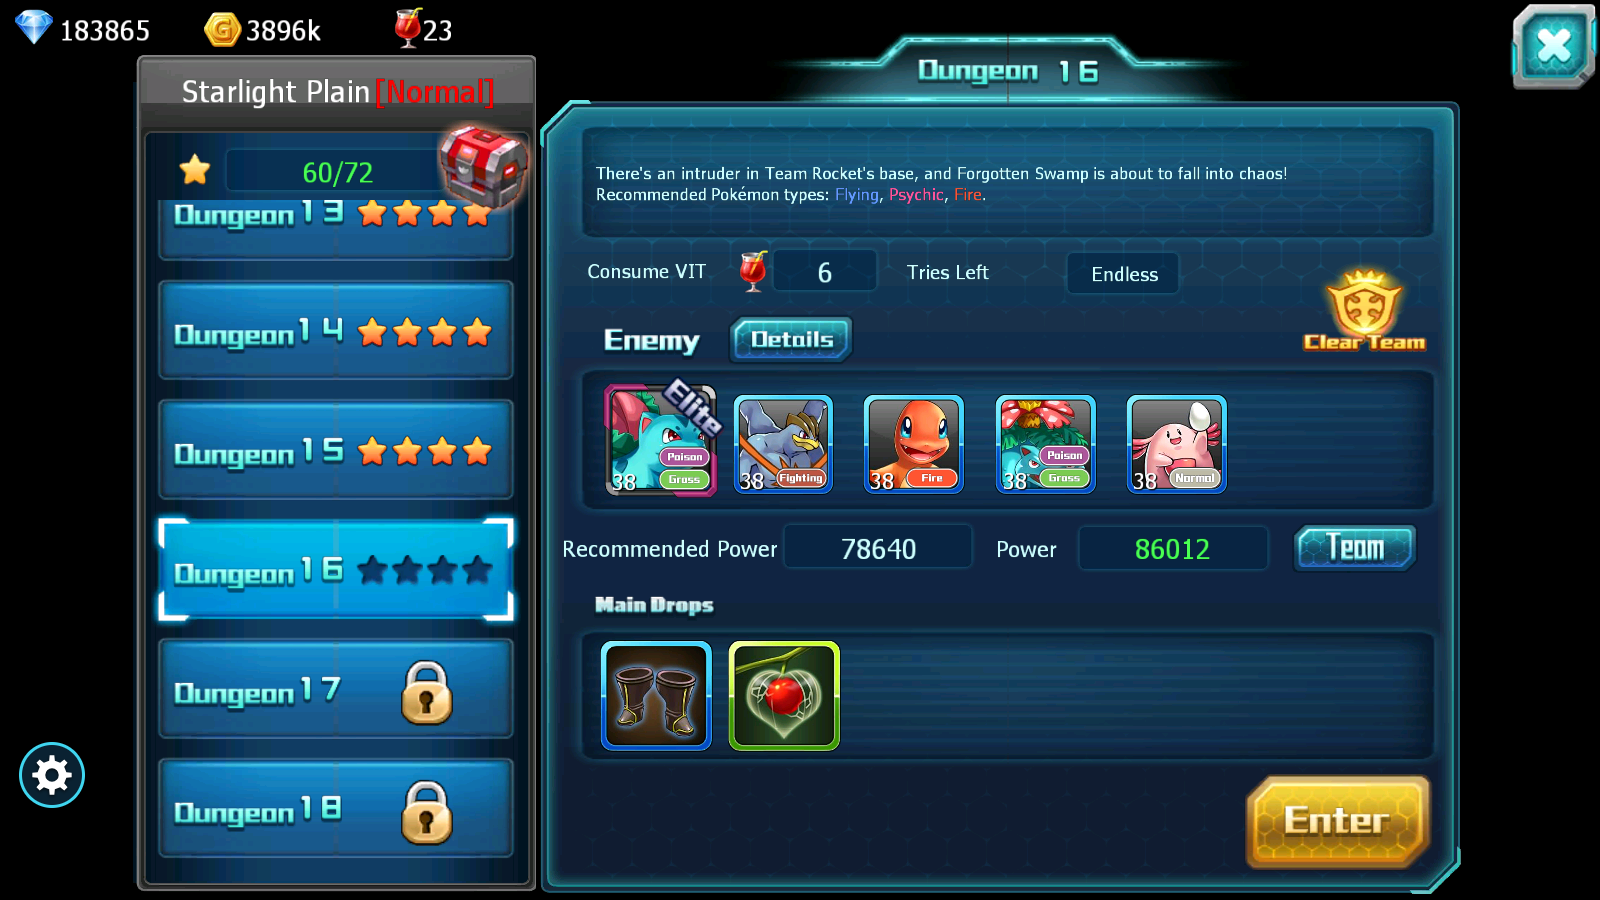 183865
3896k
23
Starlight Plain[Normal]
60/72
Dungeon 13
Dungeon 14
Dungeon 15
Dungeon 16
Dungeon 17
Dungeon 18
Dungeon 16
There's an intruder in Team Rocket's base, and Forgotten Swamp is about to fall into chaos!
Recommended Pokémon types: Flying, Psychic, Fire.
Consume VIT 6 Tries Left Endless
Clear Team
Enemy Details
Elite
Poison
38 Grass
38 Fighting
38 Fire
Poison
38 Grass
38 Normal
Recommended Power 78640 Power 86012 Team
Main Drops
Enter